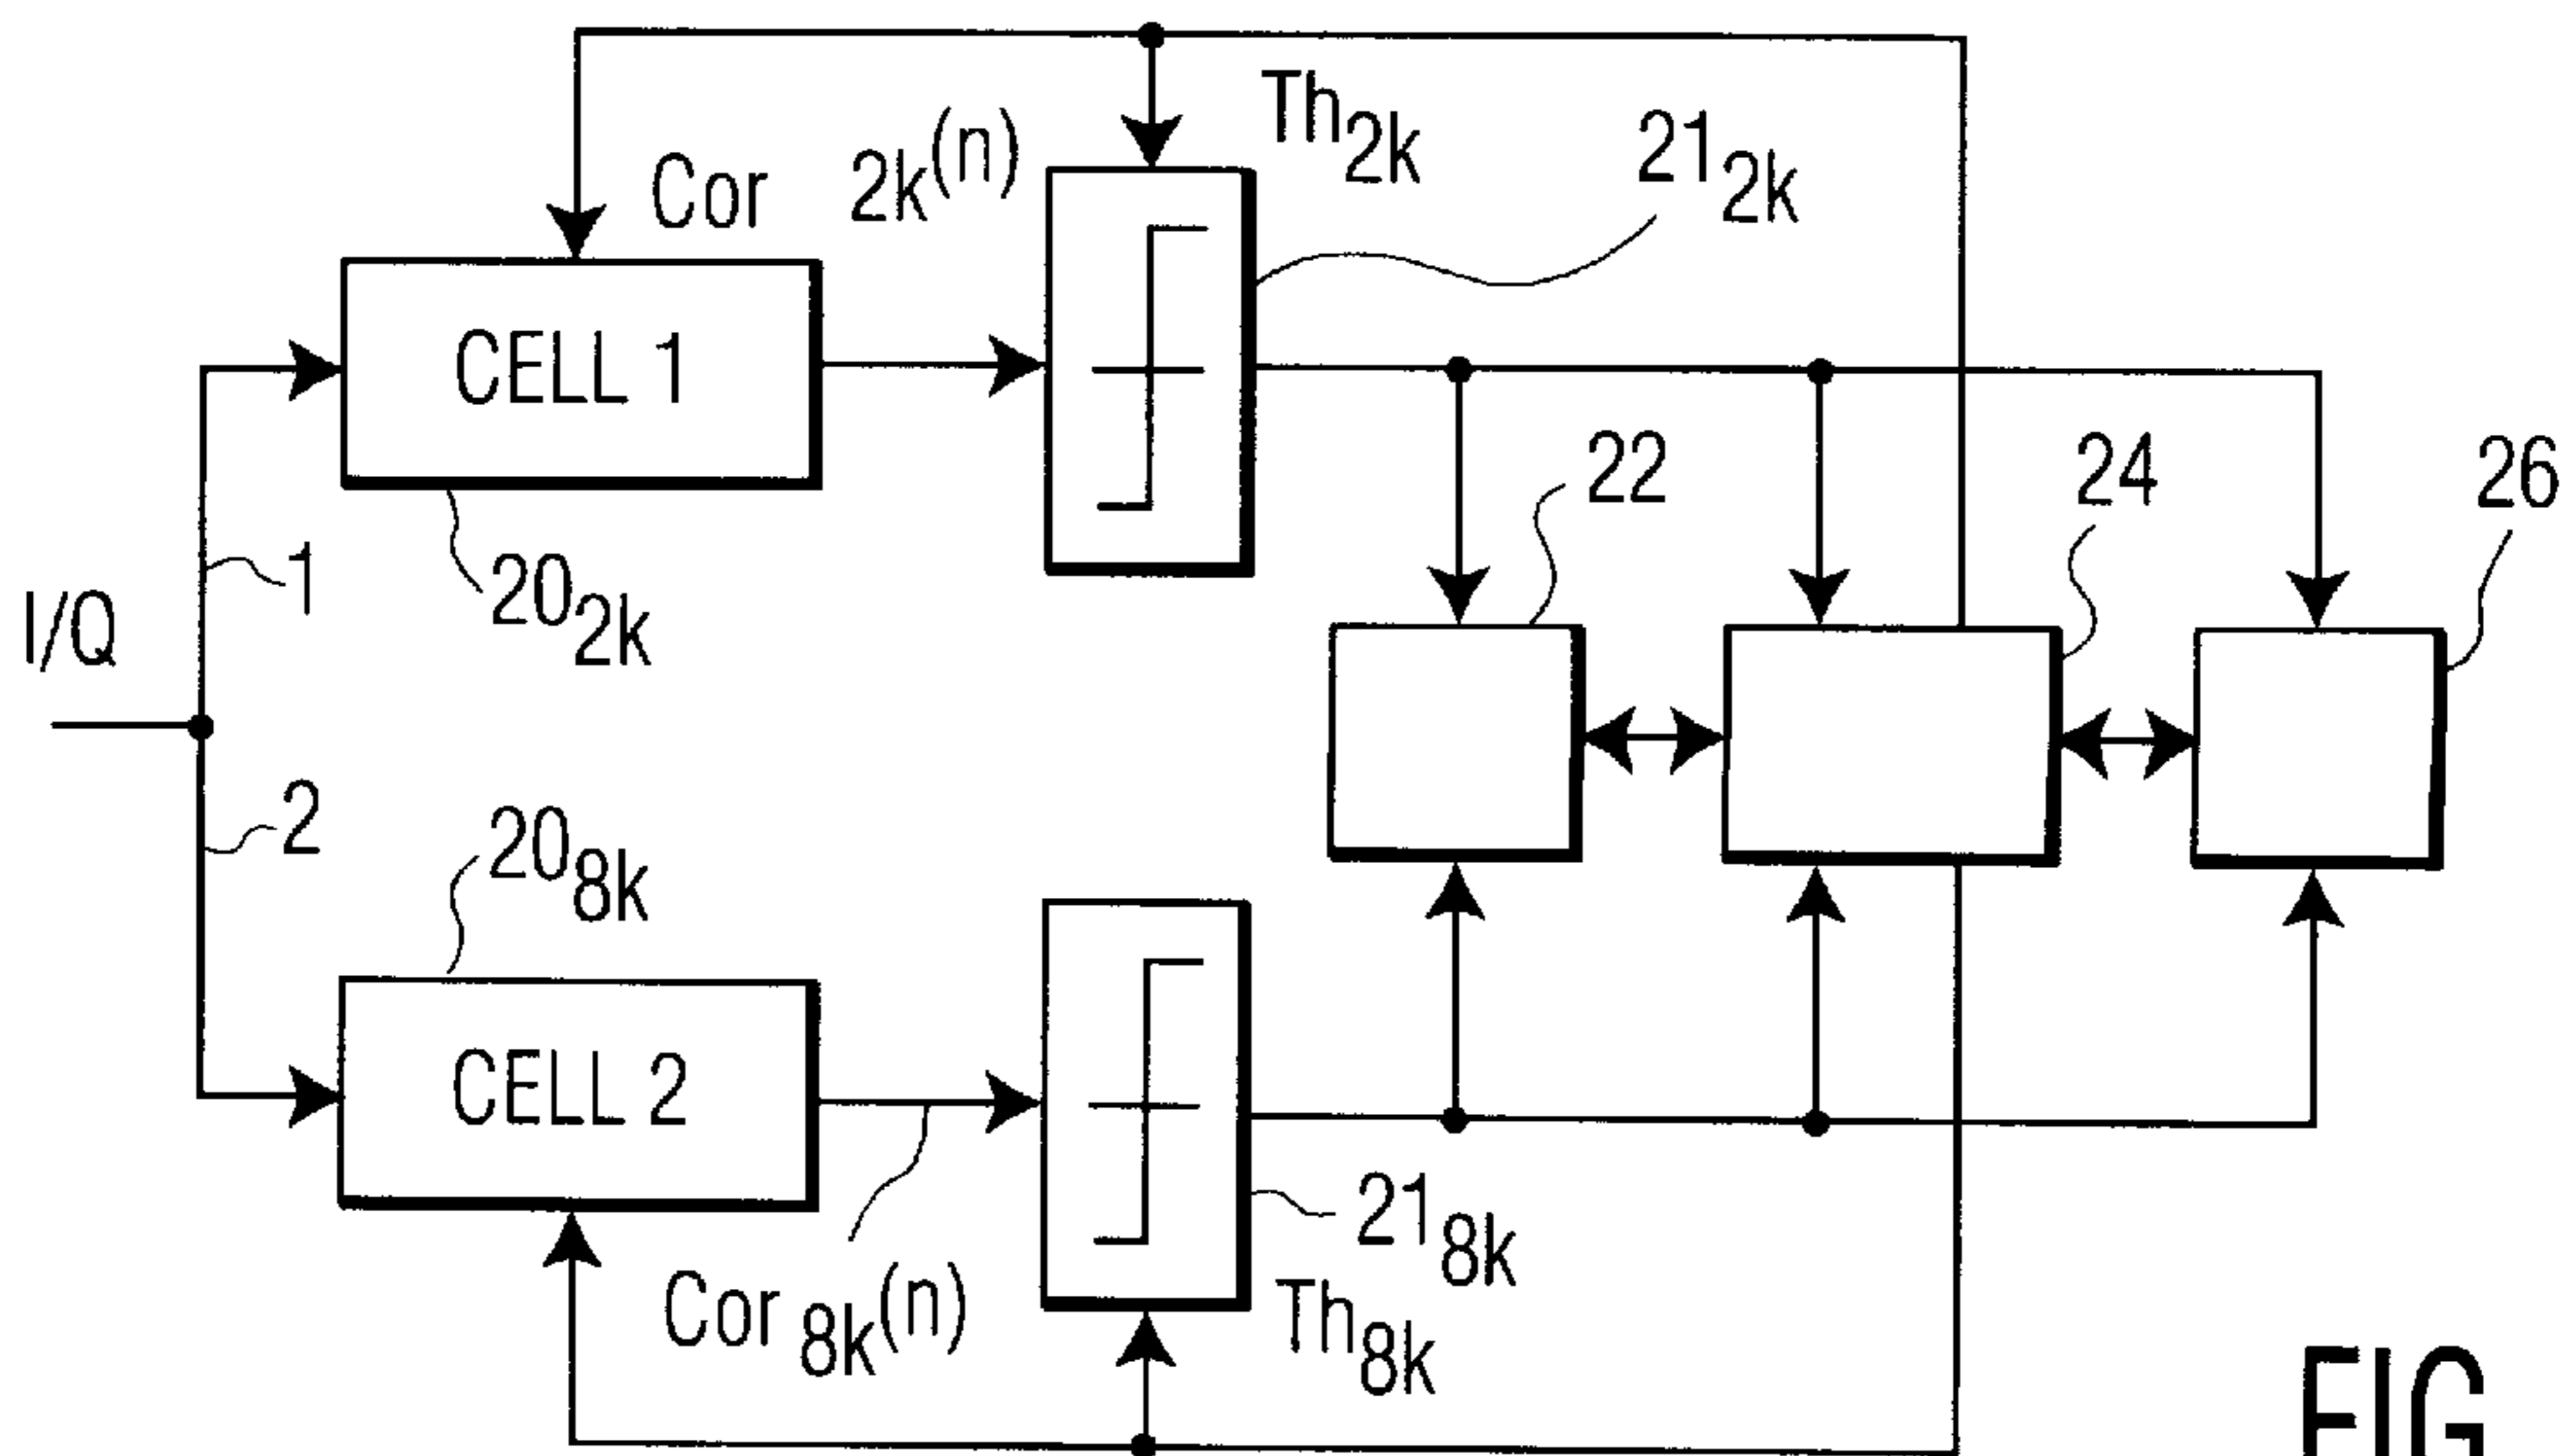 Th2k
Cor 2k(n)
212k
CELL 1
22
24
26
1
202k
I/Q
2
208k
CELL 2
218k
Cor 8k(n)
Th8k
FIG